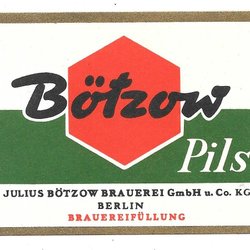 Bötzow
Pils
JULIUS BÖTZOW BRAUEREI GmbH u. Co. KG
BERLIN
BRAUEREIFÜLLUNG